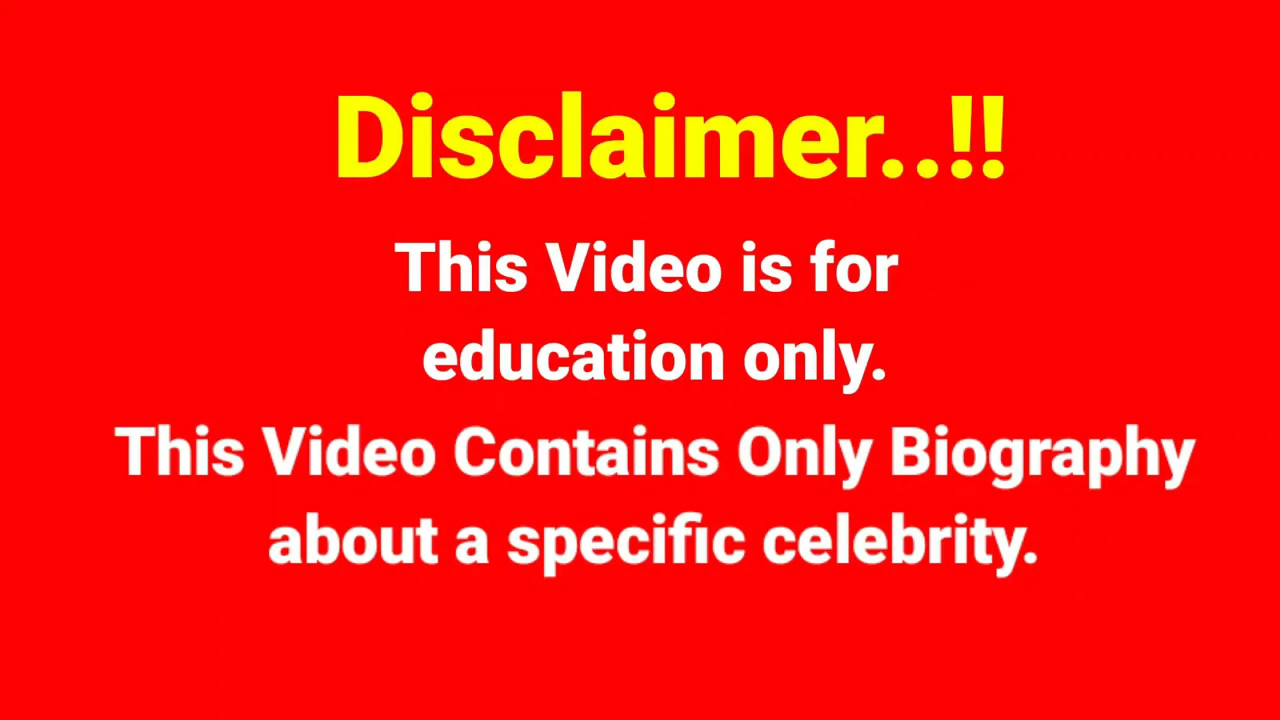 Disclaimer..!!
This Video is for
education only.
This Video Contains Only Biography
about a specific celebrity.